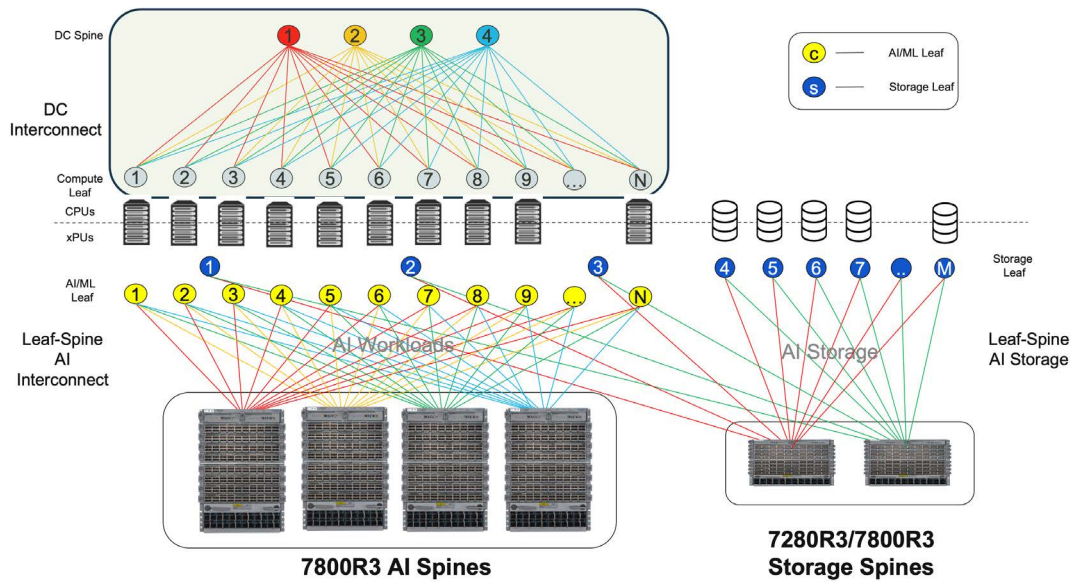 DC Spine
1 2 3 4
c
AI/ML Leaf
s
Storage Leaf
DC
Interconnect
Compute
Leaf
1 2 3 4 5 6 7 8 9 ... N
CPUs
xPUs
1 2 3
4 5 6 7 .. M
Storage
Leaf
AI/ML
Leaf
1 2 3 4 5 6 7 8 9 ... N
Leaf-Spine
AI
Interconnect
AI Workloads
AI Storage
Leaf-Spine
AI Storage
7800R3 AI Spines
7280R3/7800R3
Storage Spines